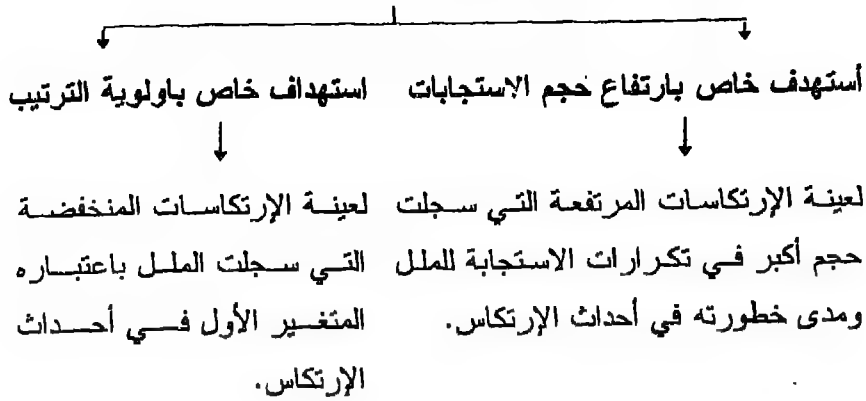 أستهدف خاص بارتفاع حجم الاستجابات
↓
لعينة الإرتكاسات المرتفعة التي سجلت
حجم أكبر في تكرارات الاستجابة للملل
ومدى خطورته في أحداث الإرتكاس.
استهداف خاص باولوية الترتيب
↓
لعينة الإرتكاسات المنخفضة
التي سجلت الملل باعتباره
المتغير الأول في أحداث
الإرتكاس.